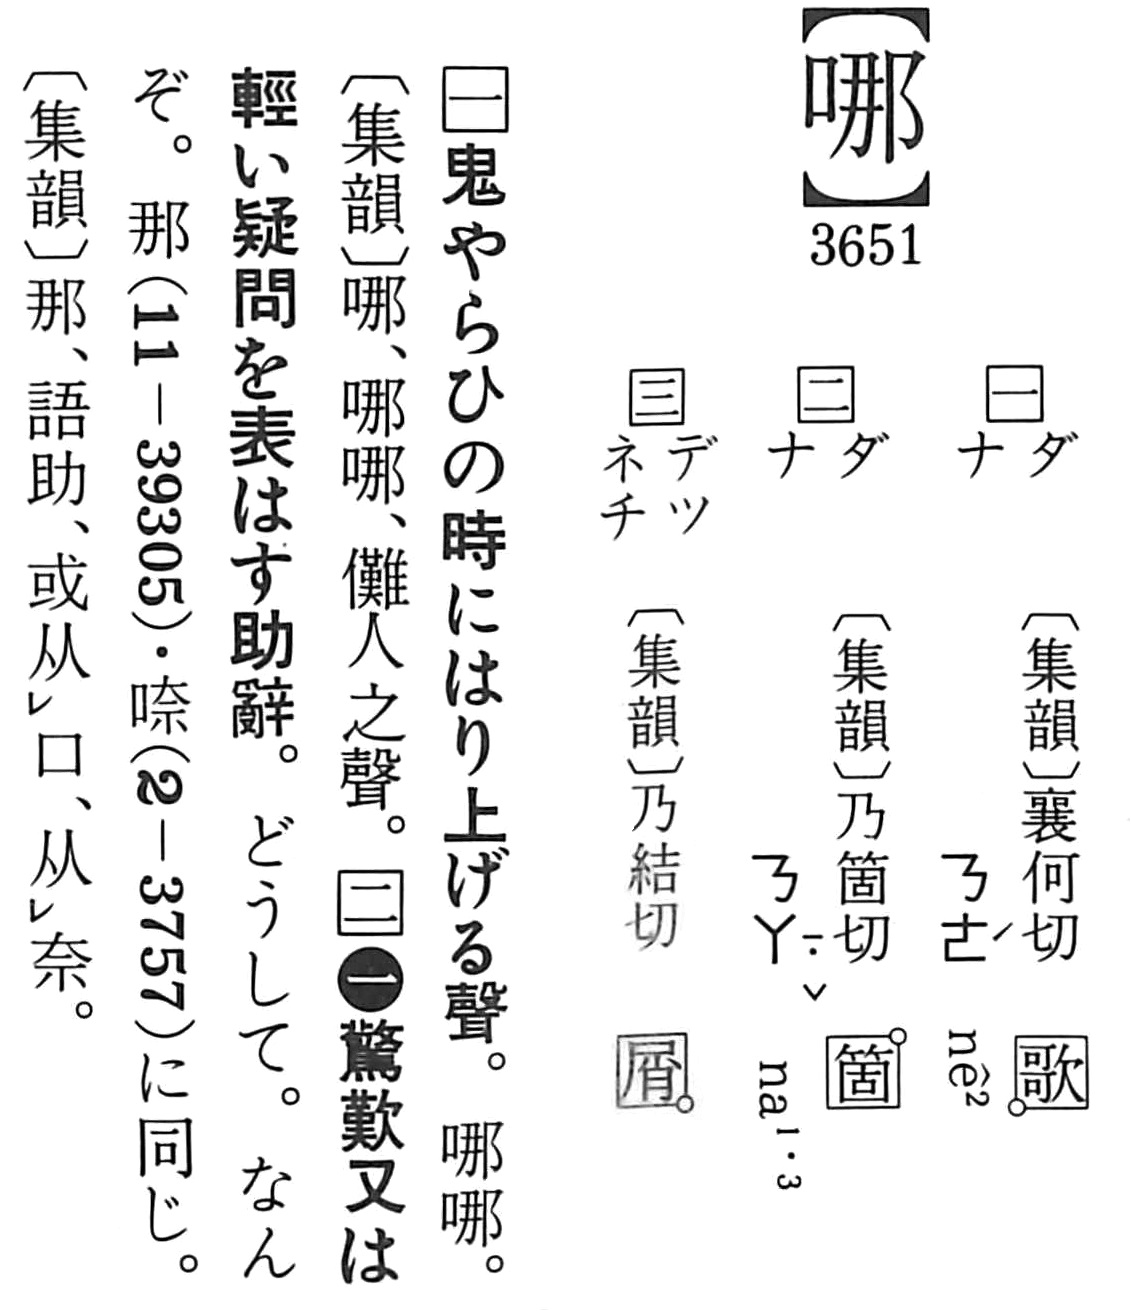 【哪】
3651
一 ダ ナ 〔集韻〕襄何切 ㄋㄜˊ 歌 nê²
二 ダ ナ 〔集韻〕乃箇切 ㄋㄚ ∸ˇ 箇 na¹·³
三 デツ ネチ 〔集韻〕乃結切 屑
一鬼やらひの時にはり上げる聲。哪哪。
〔集韻〕哪、哪哪、儺人之聲。二一驚歎又は
輕い疑問を表はす助辭。どうして。なん
ぞ。那(11−39305)・㖠(2−3757)に同じ。
〔集韻〕那、語助、或从レ口、从レ奈。